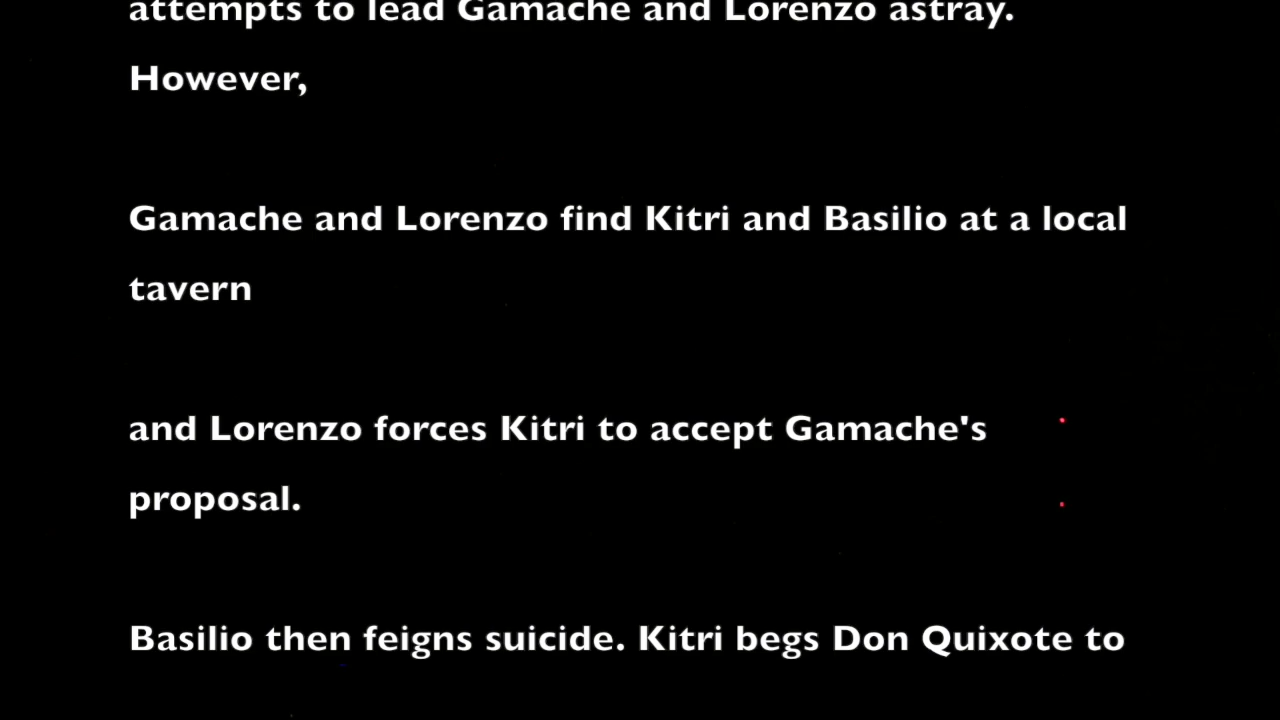 attempts to lead Gamache and Lorenzo astray.
However,
Gamache and Lorenzo find Kitri and Basilio at a local
tavern
and Lorenzo forces Kitri to accept Gamache's
proposal.
Basilio then feigns suicide. Kitri begs Don Quixote to